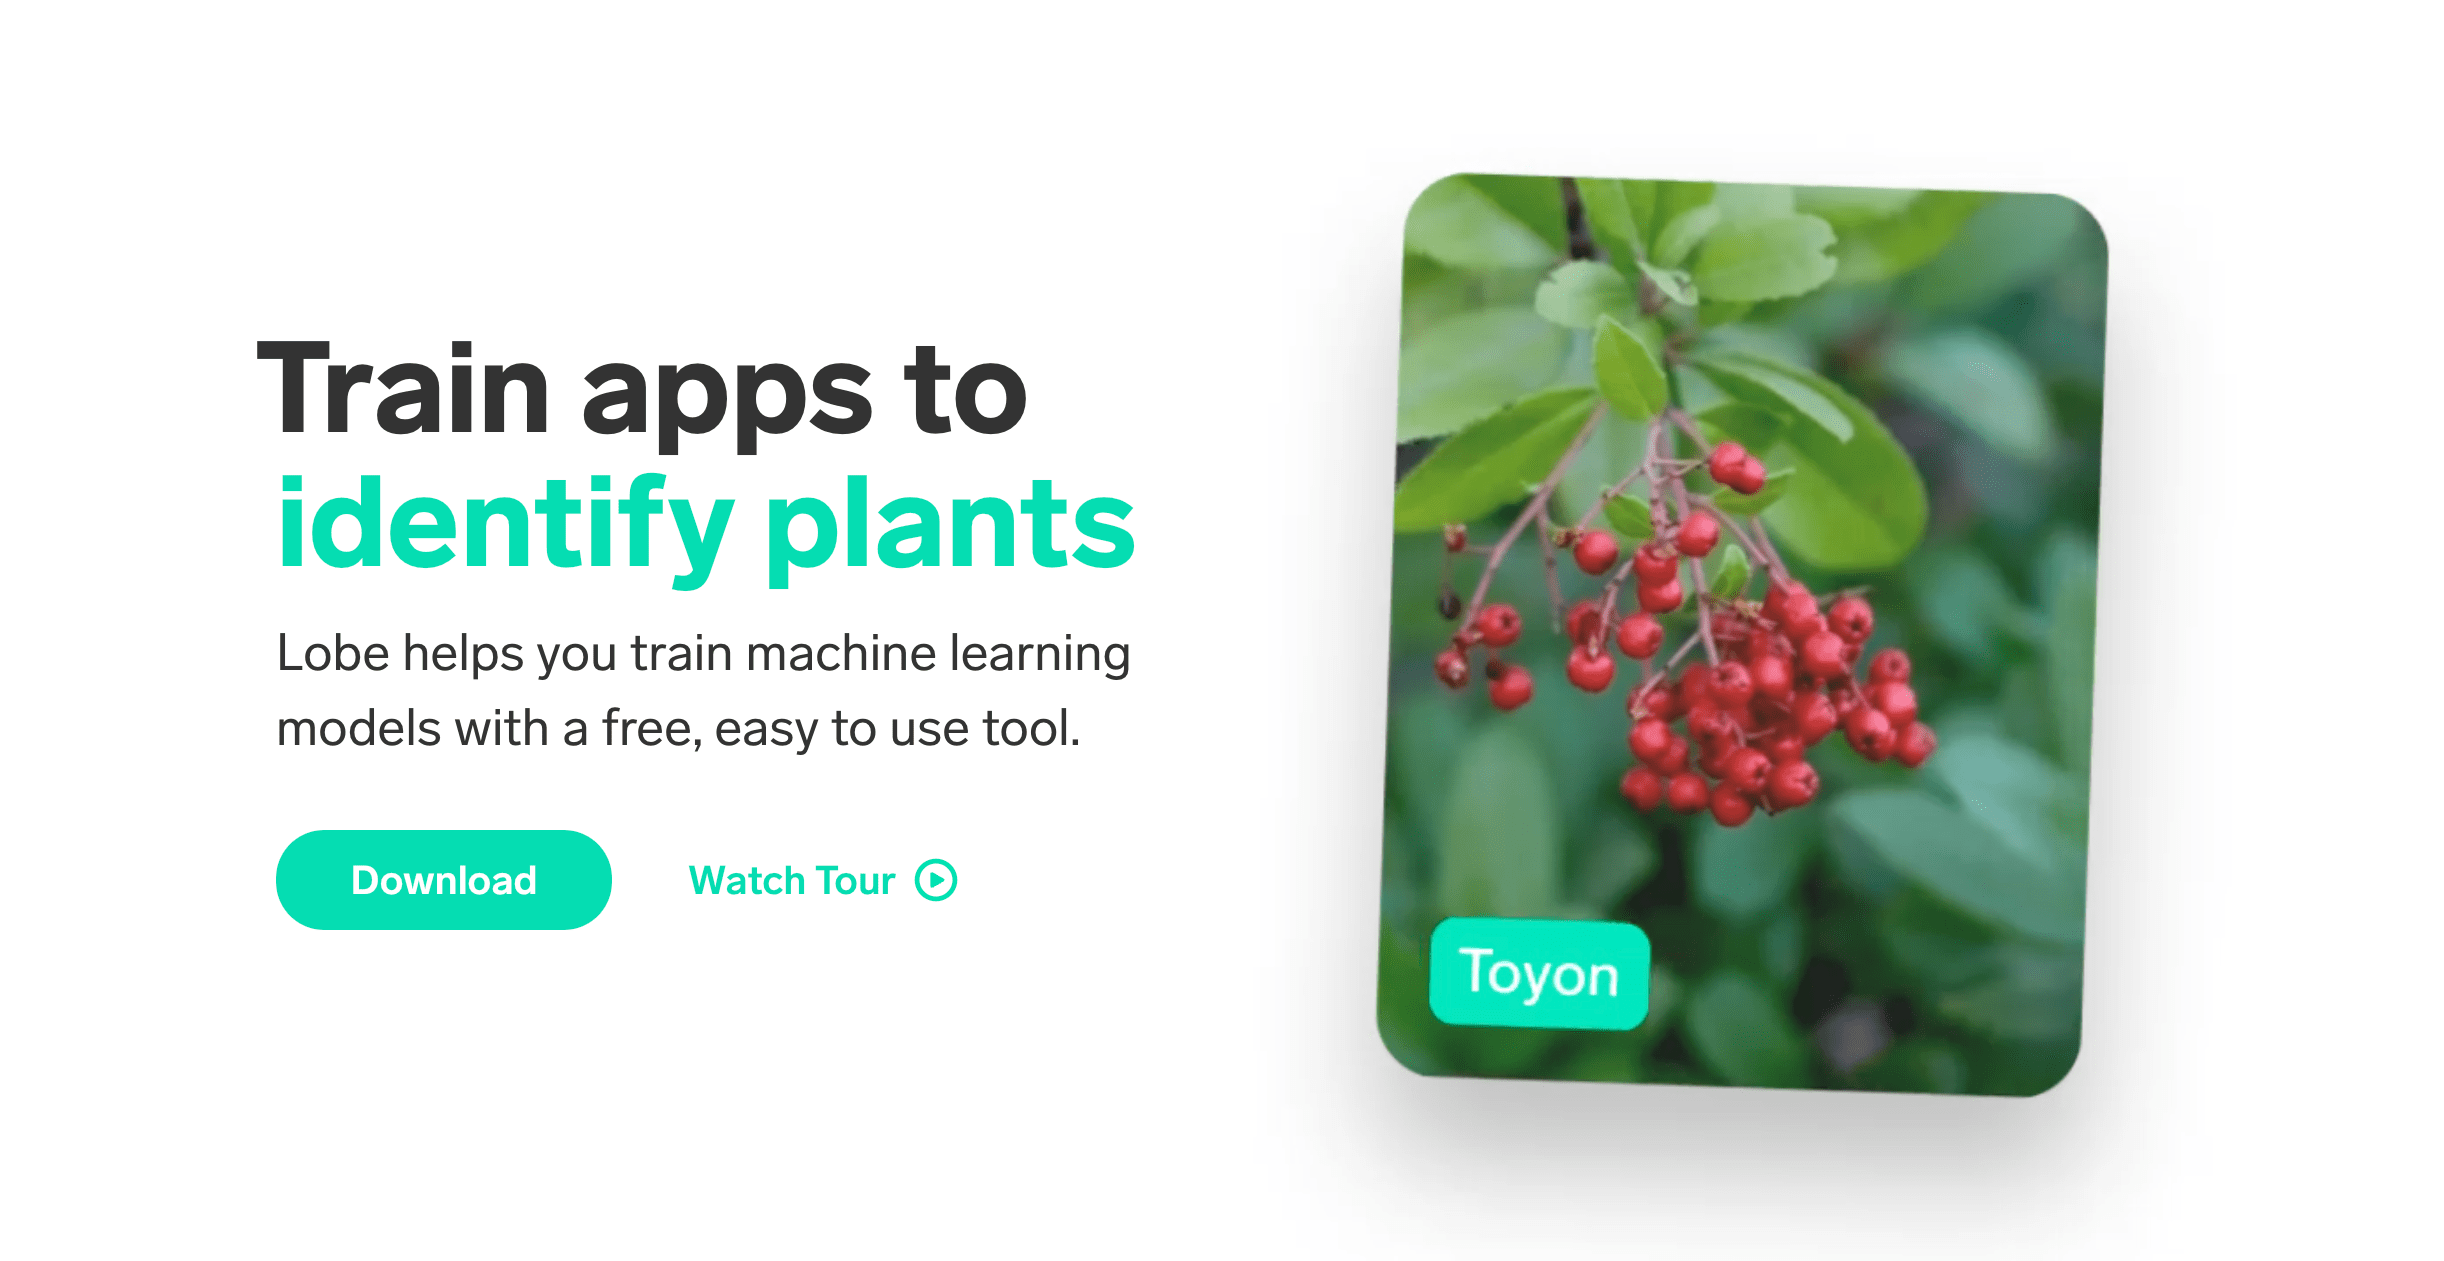 Train apps to
identify plants
Lobe helps you train machine learning
models with a free, easy to use tool.
Download
Watch Tour
Toyon